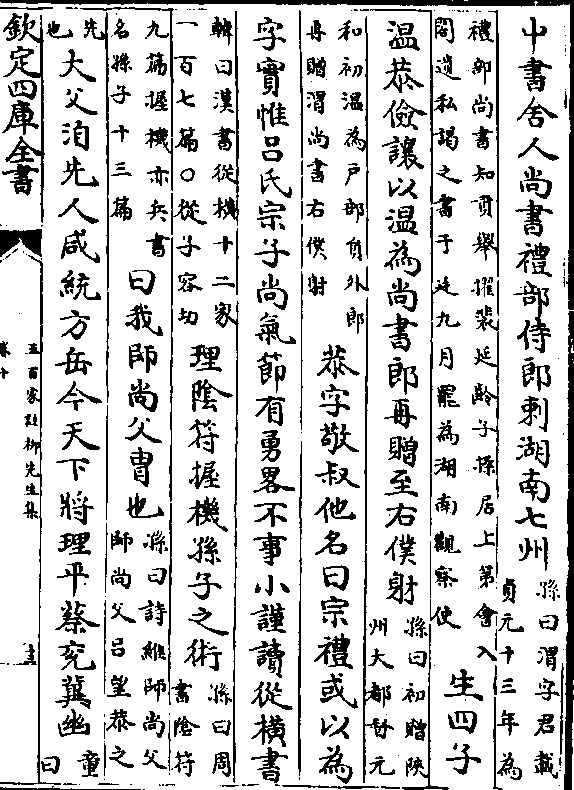 中書舍人尚書禮部侍郎刺湖南七州孫曰渭字君載
貞元十三年為
禮部尚書知貢舉擢裴延齡子操居上第會入
閤遺私謁之書于廷九月罷為湖南觀察使
生四子
温恭儉讓以温為尚書郎再贈至右僕射孫曰初贈陝
州大都督元
和初温為戶部員外郎
再贈渭尚書右僕射
恭字敬叔他名曰宗禮或以為
字實惟吕氏宗子尚氣節有勇畧不事小謹讀從橫書
韓曰漢書從機十二家
一百七篇〇從子容切
理陰符握機孫子之術孫曰周
書陰符
九篇握機亦兵書
名孫子十三篇
曰我師尚父胄也孫曰詩維師尚父
師尚父吕望恭之
先
也
大父洎先人咸統方岳今天下將理平蔡兗冀幽童
曰
欽定四庫全書
五百家註柳先生集
卷十